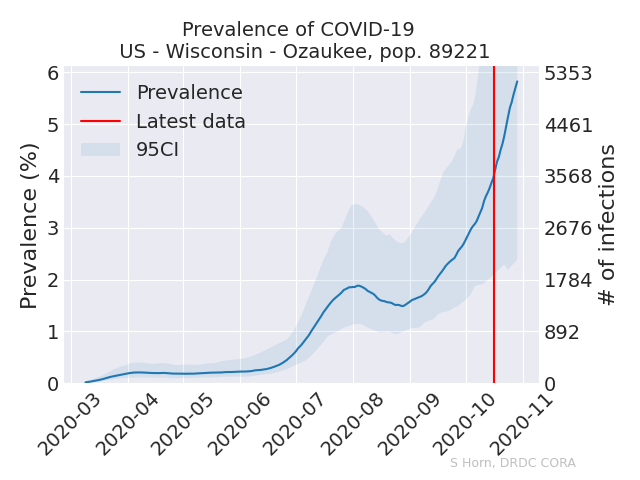 Prevalence of COVID-19
US - Wisconsin - Ozaukee, pop. 89221
Prevalence
Latest data
95CI
Prevalence (%)
6
5
4
3
2
1
0
5353
4461
3568
2676
1784
892
0
# of infections
2020-03
2020-04
2020-05
2020-06
2020-07
2020-08
2020-09
2020-10
2020-11
S Horn, DRDC CORA